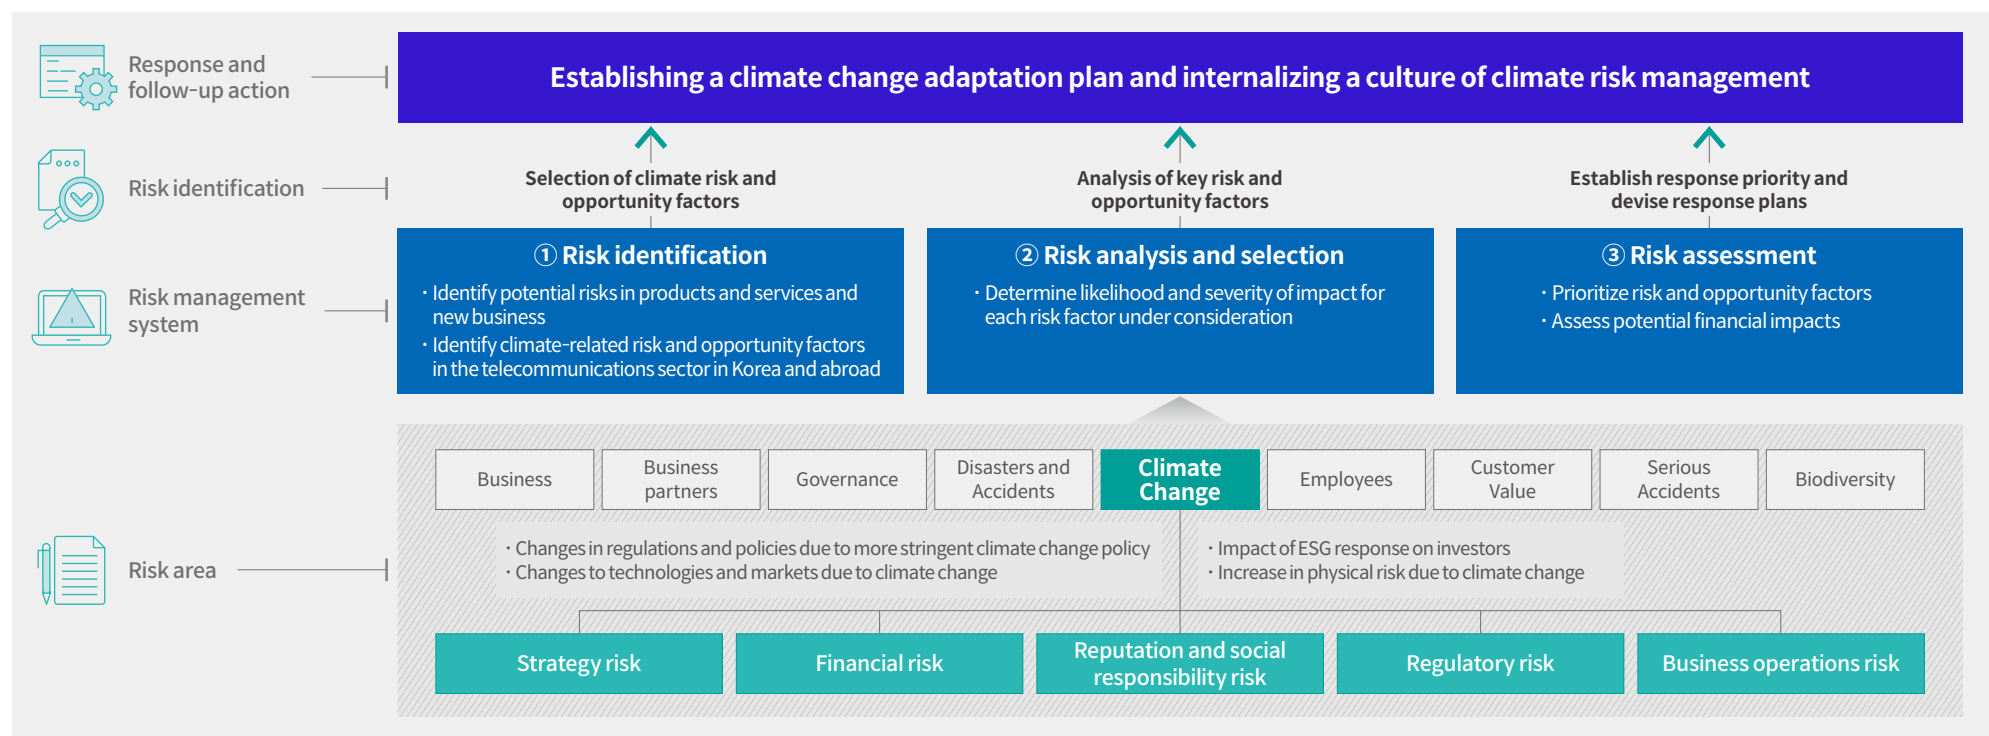 Response and
follow-up action
Establishing a climate change adaptation plan and internalizing a culture of climate risk management
Risk identification
Selection of climate risk and
opportunity factors
Analysis of key risk and
opportunity factors
Establish response priority and
devise response plans
Risk management
system
① Risk identification
· Identify potential risks in products and services and
new business
· Identify climate-related risk and opportunity factors
in the telecommunications sector in Korea and abroad
② Risk analysis and selection
· Determine likelihood and severity of impact for
each risk factor under consideration
③ Risk assessment
· Prioritize risk and opportunity factors
· Assess potential financial impacts
Risk area
Business
Business
partners
Governance
Disasters and
Accidents
Climate
Change
Employees
Customer
Value
Serious
Accidents
Biodiversity
· Changes in regulations and policies due to more stringent climate change policy
· Changes to technologies and markets due to climate change
· Impact of ESG response on investors
· Increase in physical risk due to climate change
Strategy risk
Financial risk
Reputation and social
responsibility risk
Regulatory risk
Business operations risk